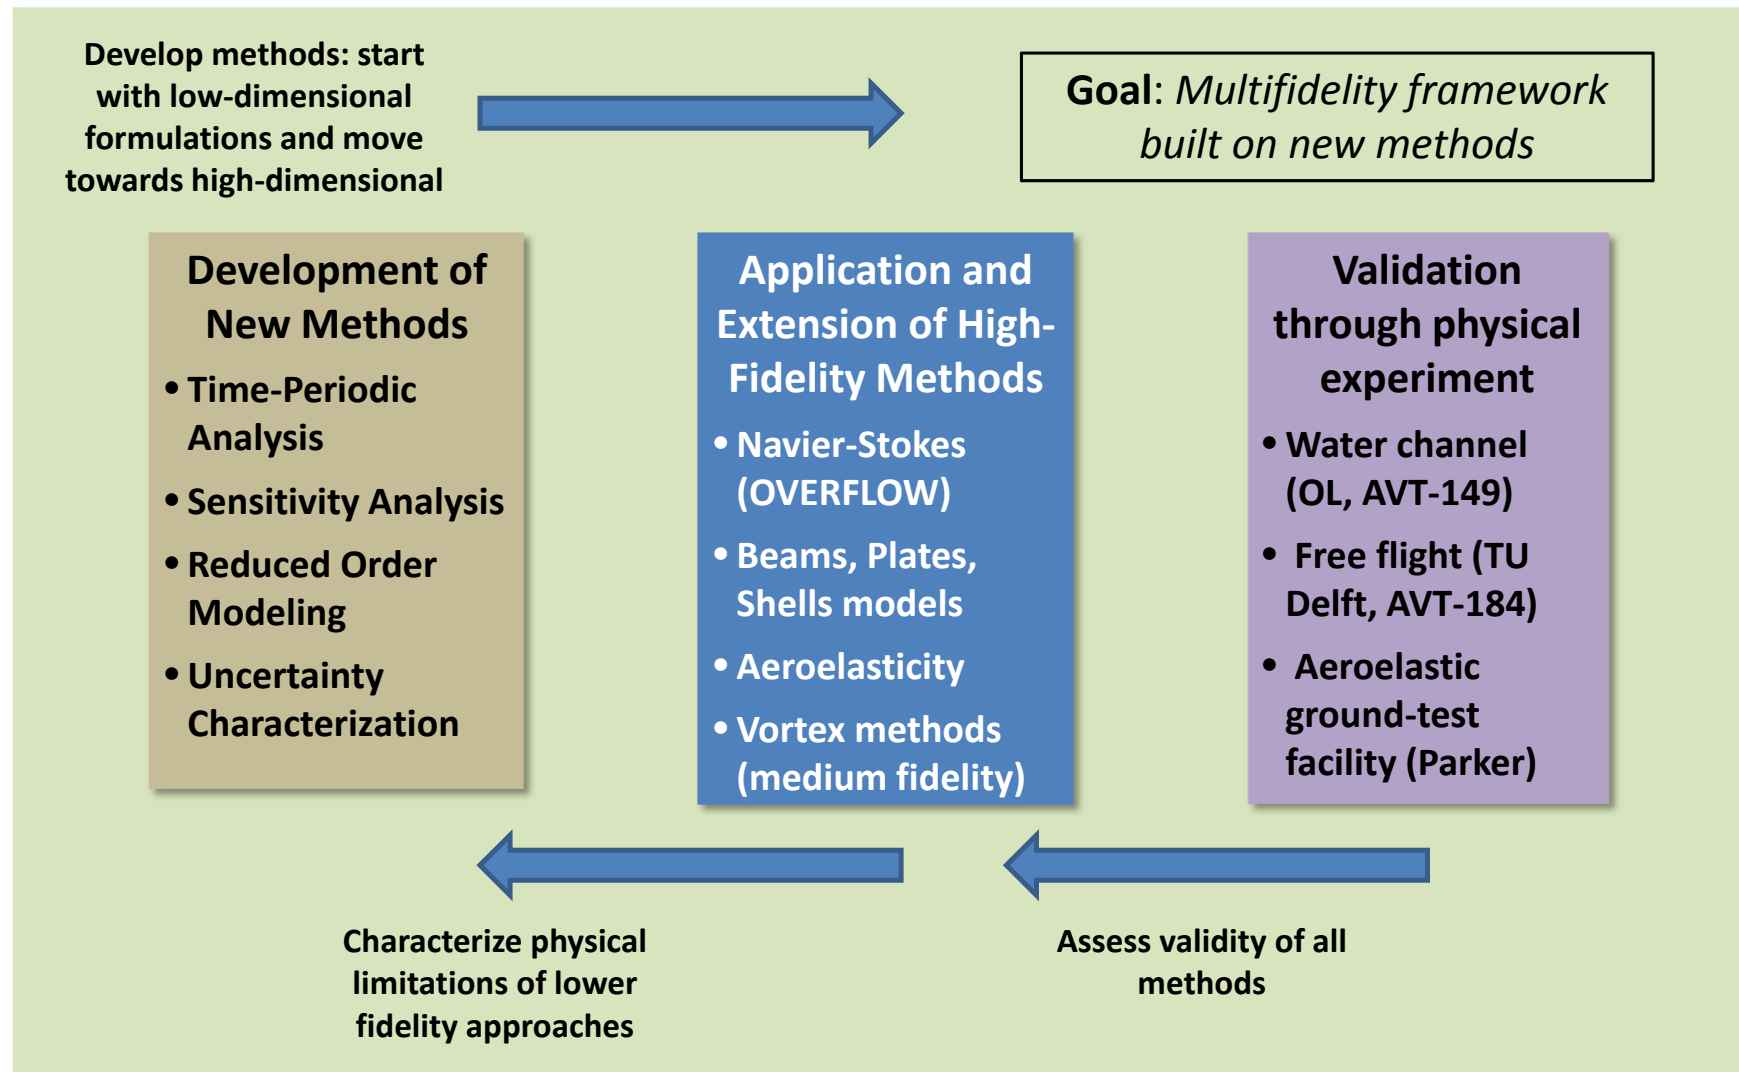 Develop methods: start
with low-dimensional
formulations and move
towards high-dimensional
Goal: Multifidelity framework
built on new methods
Development of
New Methods
• Time-Periodic
Analysis
• Sensitivity Analysis
• Reduced Order
Modeling
• Uncertainty
Characterization
Application and
Extension of High-
Fidelity Methods
• Navier-Stokes
(OVERFLOW)
• Beams, Plates,
Shells models
• Aeroelasticity
• Vortex methods
(medium fidelity)
Validation
through physical
experiment
• Water channel
(OL, AVT-149)
• Free flight (TU
Delft, AVT-184)
• Aeroelastic
ground-test
facility (Parker)
Characterize physical
limitations of lower
fidelity approaches
Assess validity of all
methods